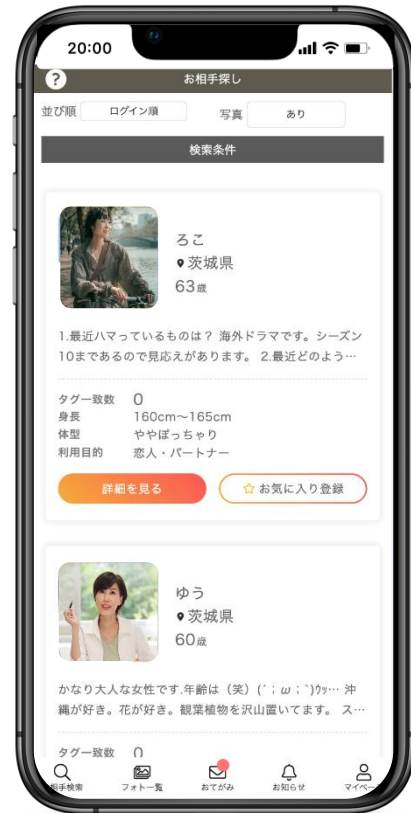 20:00
?
お相手探し
並び順 ログイン順 写真 あり
検索条件
ろこ
茨城県
63歳
1.最近ハマっているものは？ 海外ドラマです。シーズン
10まであるので見応えがあります。 2.最近どのよう…
タグ一致数 0
身長 160cm〜165cm
体型 ややぽっちゃり
利用目的 恋人・パートナー
詳細を見る ☆ お気に入り登録
ゆう
茨城県
60歳
かなり大人な女性です.年齢は（笑）(´；ω；`)ｳｯ… 沖
縄が好き。花が好き。観葉植物を沢山置いてます。 ス…
タグ一致数 0
相手検索 フォト一覧 おてがみ お知らせ マイペー